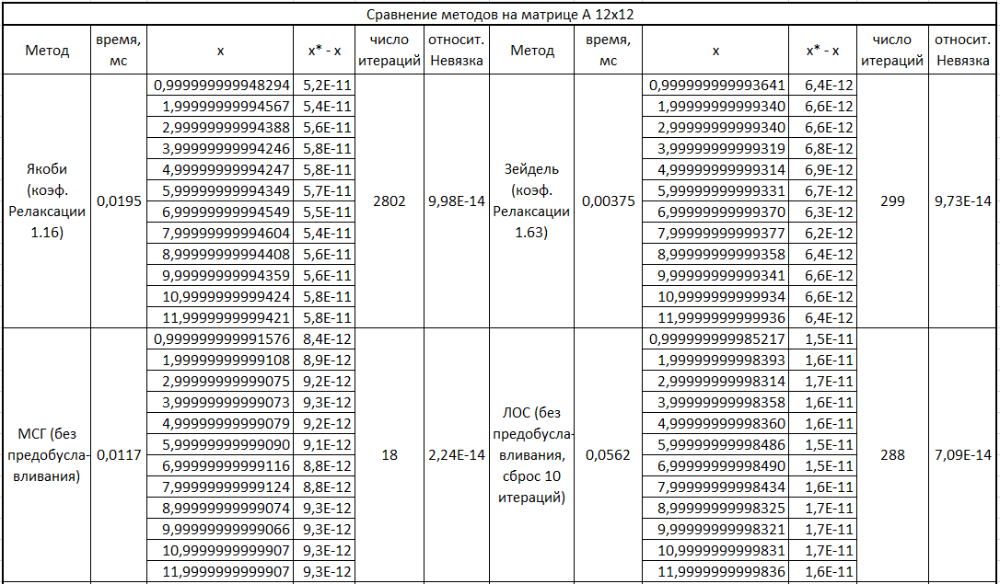 Сравнение методов на матрице А 12х12
Метод время, мс х х* - х число итераций относит. Невязка Метод время, мс х х* - х число итераций относит. Невязка
Якоби (коэф. Релаксации 1.16) 0,0195 2802 9,98E-14
0,999999999948294 5,2E-11
1,99999999994567 5,4E-11
2,99999999994388 5,6E-11
3,99999999994246 5,8E-11
4,99999999994247 5,8E-11
5,99999999994349 5,7E-11
6,99999999994549 5,5E-11
7,99999999994604 5,4E-11
8,99999999994408 5,6E-11
9,99999999994359 5,6E-11
10,9999999999424 5,8E-11
11,9999999999421 5,8E-11
Зейдель (коэф. Релаксации 1.63) 0,00375 299 9,73E-14
0,999999999993641 6,4E-12
1,99999999999340 6,6E-12
2,99999999999340 6,6E-12
3,99999999999319 6,8E-12
4,99999999999314 6,9E-12
5,99999999999331 6,7E-12
6,99999999999370 6,3E-12
7,99999999999377 6,2E-12
8,99999999999358 6,4E-12
9,99999999999341 6,6E-12
10,9999999999934 6,6E-12
11,9999999999936 6,4E-12
МСГ (без предобусла-вливания) 0,0117 18 2,24E-14
0,999999999991576 8,4E-12
1,99999999999108 8,9E-12
2,99999999999075 9,2E-12
3,99999999999073 9,3E-12
4,99999999999079 9,2E-12
5,99999999999090 9,1E-12
6,99999999999116 8,8E-12
7,99999999999124 8,8E-12
8,99999999999074 9,3E-12
9,99999999999066 9,3E-12
10,9999999999907 9,3E-12
11,9999999999907 9,3E-12
ЛОС (без предобусла-вливания, сброс 10 итераций) 0,0562 288 7,09E-14
0,999999999985217 1,5E-11
1,99999999998393 1,6E-11
2,99999999998314 1,7E-11
3,99999999998358 1,6E-11
4,99999999998360 1,6E-11
5,99999999998486 1,5E-11
6,99999999998490 1,5E-11
7,99999999998434 1,6E-11
8,99999999998325 1,7E-11
9,99999999998321 1,7E-11
10,9999999999831 1,7E-11
11,9999999999836 1,6E-11